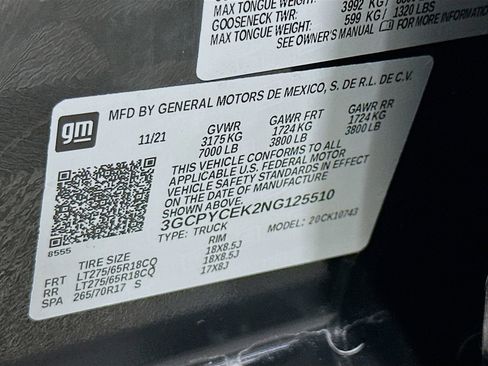 MAX TONGUE WEIGHT: 3992 KG /
GOOSENECK TWR: 599 KG / 1320 LBS
MAX TONGUE WEIGHT:
SEE OWNER'S MANUAL FOR MORE INFORMATION
gm
MFD BY GENERAL MOTORS DE MEXICO, S. DE R.L. DE C.V.
11/21 GVWR GAWR FRT GAWR RR
3175 KG 1724 KG 1724 KG
7000 LB 3800 LB 3800 LB
THIS VEHICLE CONFORMS TO ALL
APPLICABLE U.S. FEDERAL MOTOR
VEHICLE SAFETY STANDARDS IN EFFECT
ON THE DATE OF MANUFACTURE
SHOWN ABOVE.
3GCPYCEK2NG125510
8555
TYPE: TRUCK MODEL: 20CK10743
TIRE SIZE RIM
FRT LT275/65R18CQ 18X8.5J
RR LT275/65R18CQ 18X8.5J
SPA 265/70R17 S 17X8J